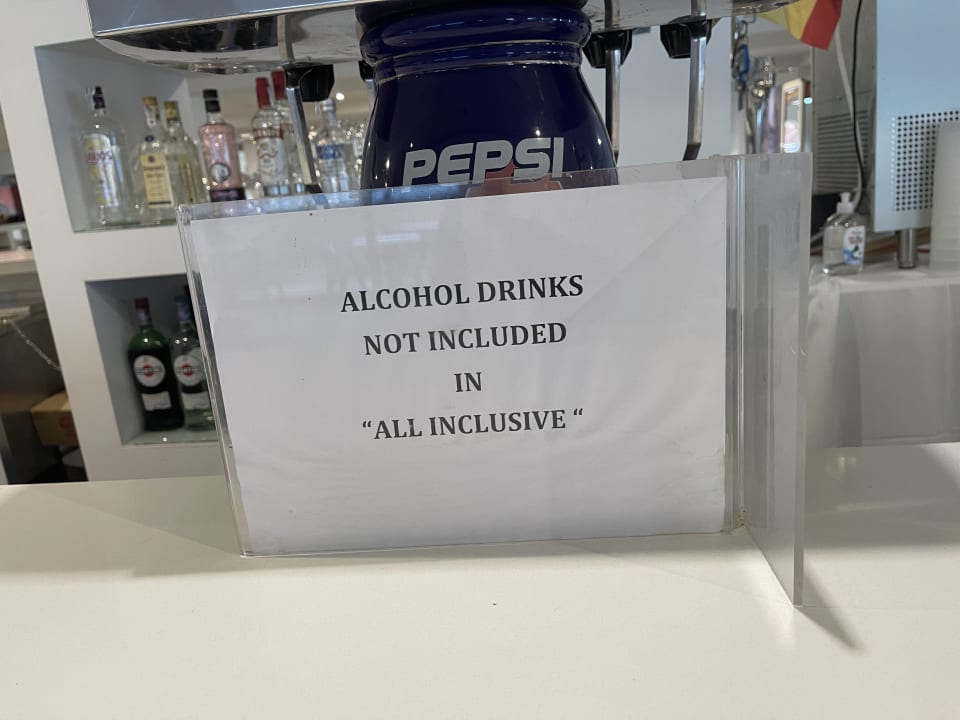 PEPSI
ALCOHOL DRINKS
NOT INCLUDED
IN
“ALL INCLUSIVE “